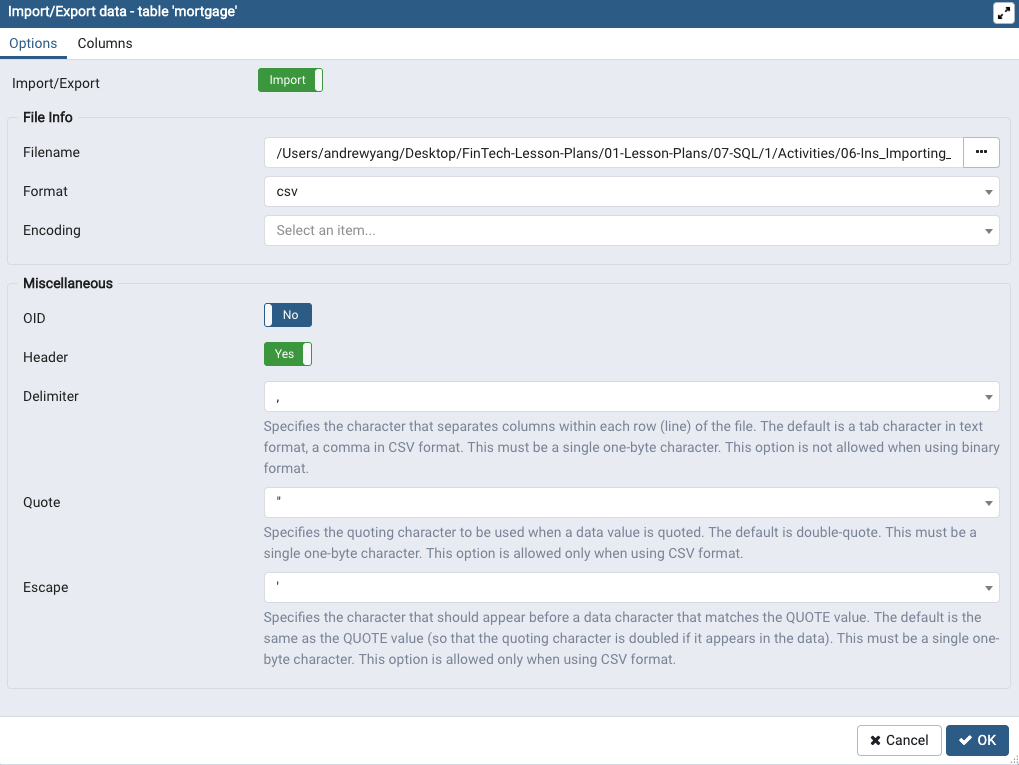 Import/Export data - table 'mortgage'
Options Columns
Import/Export Import
File Info
Filename /Users/andrewyang/Desktop/FinTech-Lesson-Plans/01-Lesson-Plans/07-SQL/1/Activities/06-Ins_Importing_ •••
Format csv
Encoding Select an item...
Miscellaneous
OID No
Header Yes
Delimiter ,
Specifies the character that separates columns within each row (line) of the file. The default is a tab character in text
format, a comma in CSV format. This must be a single one-byte character. This option is not allowed when using binary
format.
Quote "
Specifies the quoting character to be used when a data value is quoted. The default is double-quote. This must be a
single one-byte character. This option is allowed only when using CSV format.
Escape '
Specifies the character that should appear before a data character that matches the QUOTE value. The default is the
same as the QUOTE value (so that the quoting character is doubled if it appears in the data). This must be a single one-
byte character. This option is allowed only when using CSV format.
Cancel OK